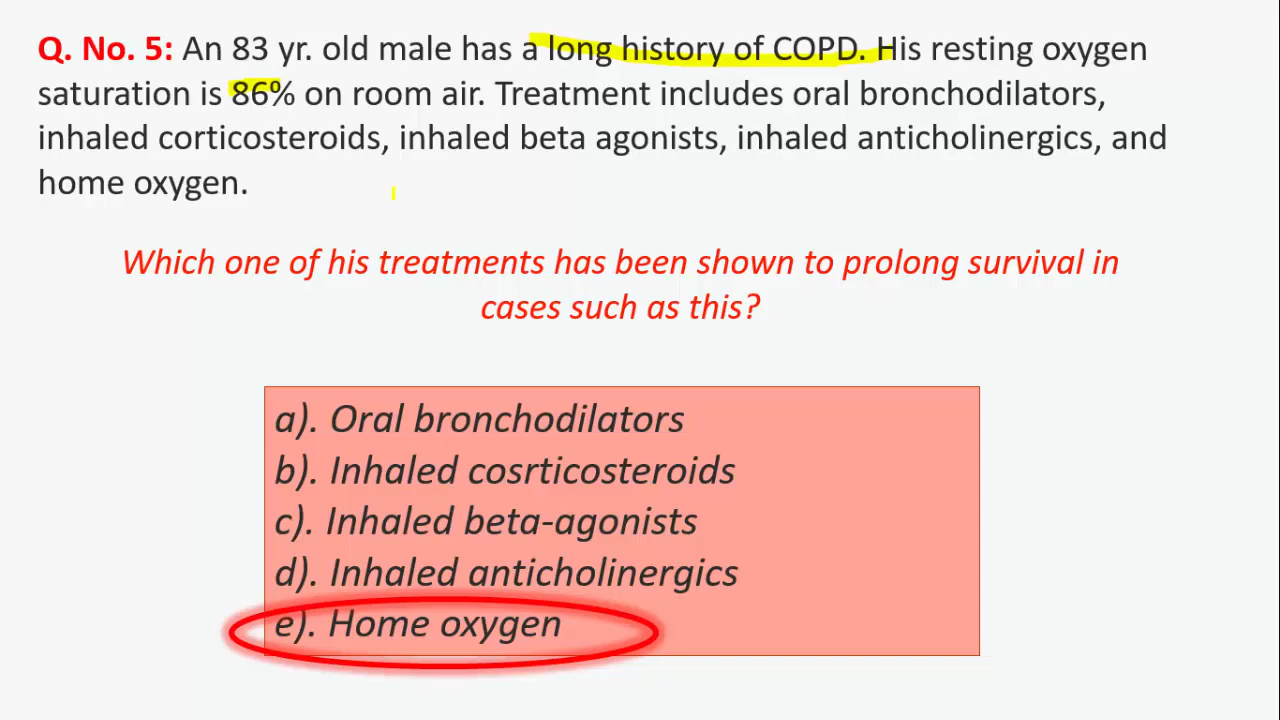 Q. No. 5: An 83 yr. old male has a long history of COPD. His resting oxygen
saturation is 86% on room air. Treatment includes oral bronchodilators,
inhaled corticosteroids, inhaled beta agonists, inhaled anticholinergics, and
home oxygen.
Which one of his treatments has been shown to prolong survival in
cases such as this?
a). Oral bronchodilators
b). Inhaled cosrticosteroids
c). Inhaled beta-agonists
d). Inhaled anticholinergics
e). Home oxygen